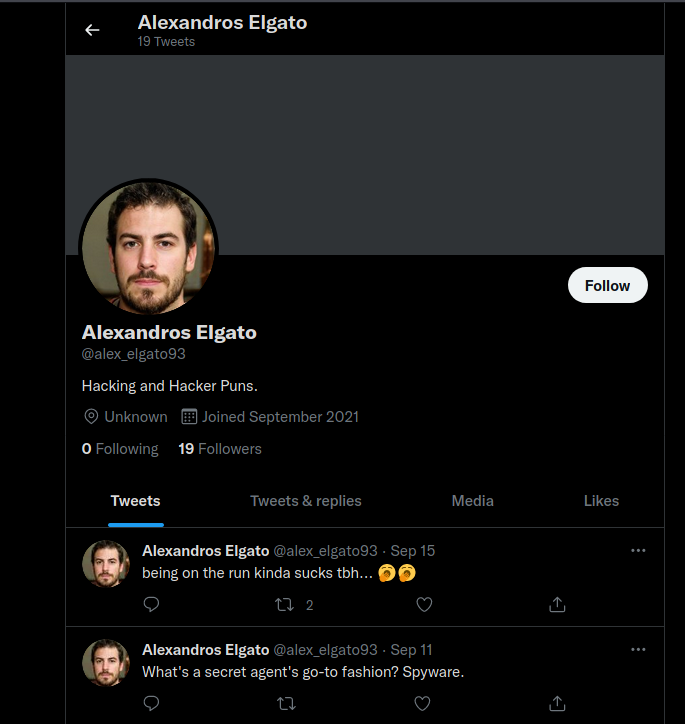 Alexandros Elgato
19 Tweets
Follow
Alexandros Elgato
@alex_elgato93
Hacking and Hacker Puns.
Unknown Joined September 2021
0 Following 19 Followers
Tweets Tweets & replies Media Likes
Alexandros Elgato @alex_elgato93 · Sep 15
being on the run kinda sucks tbh... 🥱🥱
2
Alexandros Elgato @alex_elgato93 · Sep 11
What's a secret agent's go-to fashion? Spyware.